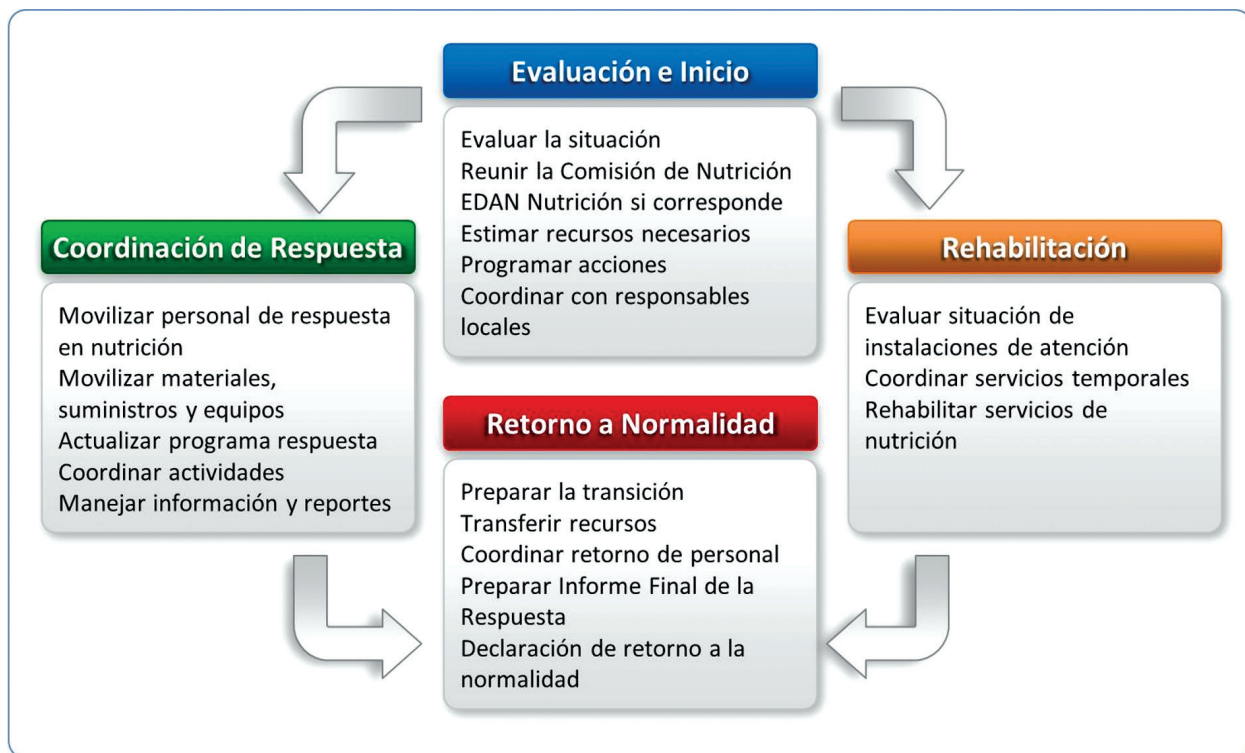 Evaluación e Inicio
Evaluar la situación
Reunir la Comisión de Nutrición
EDAN Nutrición si corresponde
Estimar recursos necesarios
Programar acciones
Coordinar con responsables
locales
Coordinación de Respuesta
Movilizar personal de respuesta
en nutrición
Movilizar materiales,
suministros y equipos
Actualizar programa respuesta
Coordinar actividades
Manejar información y reportes
Rehabilitación
Evaluar situación de
instalaciones de atención
Coordinar servicios temporales
Rehabilitar servicios de
nutrición
Retorno a Normalidad
Preparar la transición
Transferir recursos
Coordinar retorno de personal
Preparar Informe Final de la
Respuesta
Declaración de retorno a la
normalidad